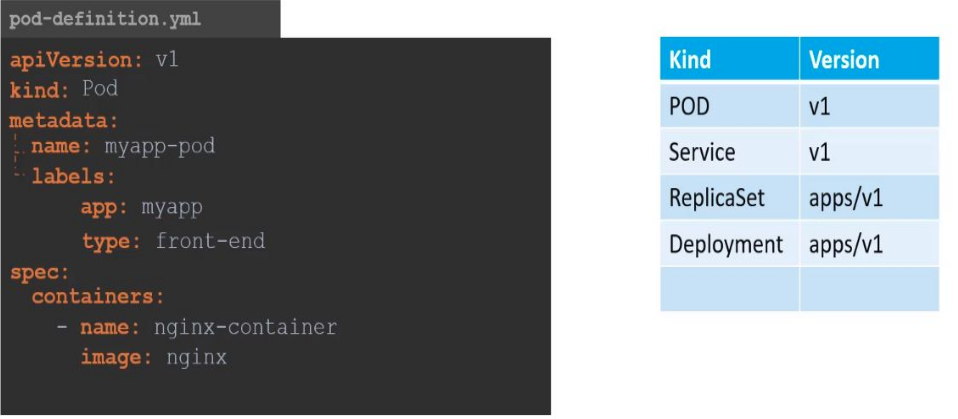 pod-definition.yml
apiVersion: v1
kind: Pod
metadata:
name: myapp-pod
labels:
app: myapp
type: front-end
spec:
containers:
- name: nginx-container
image: nginx
Kind Version
POD v1
Service v1
ReplicaSet apps/v1
Deployment apps/v1